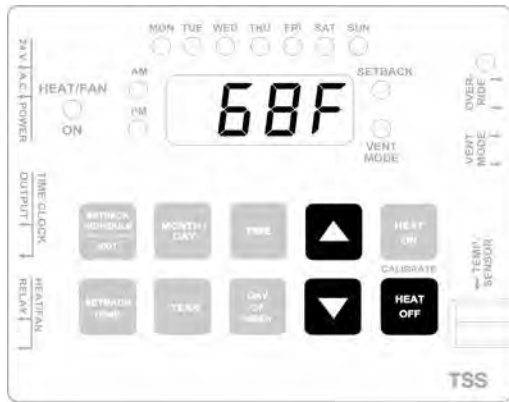 MON TUE WED THU FRI SAT SUN
24 V. A.C. POWER
HEAT/FAN
ON
AM
PM
68F
SETBACK
VENT
MODE
OVER-
RIDE
VENT
MODE
TIME CLOCK
OUTPUT
SETBACK
SCHEDULE
MONTH /
DAY
TIME
HEAT
ON
CALIBRATE
TEMP.
SENSOR
HEAT/FAN
RELAY
SETBACK
TEMP
YEAR
DAY
OF
WEEK
HEAT
OFF
TSS